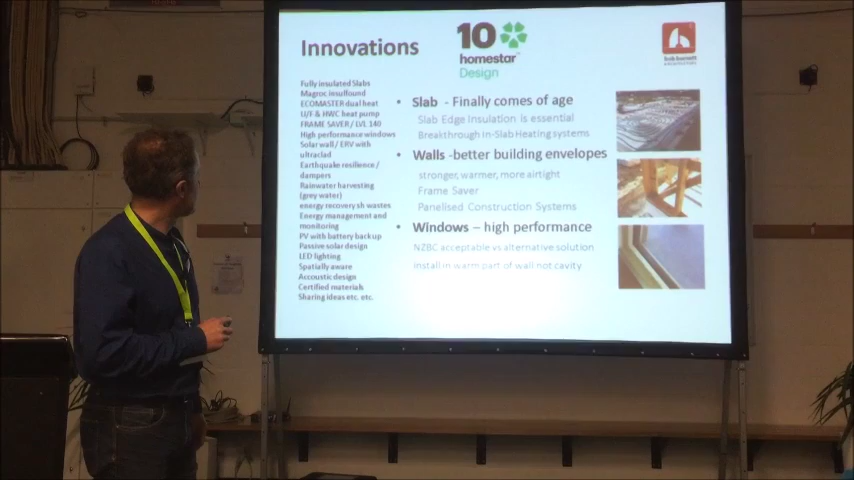 Innovations
10
homestar
Design
Fully insulated Slabs
Magroc insulfound
ECOMASTER dual heat
U/F & HWC heat pump
FRAME SAVER / LVL 140
High performance windows
Solar wall / ERV with
ultraclad
Earthquake resilience /
dampers
Rainwater harvesting
(grey water)
energy recovery sh wastes
Energy management and
monitoring
PV with battery back up
Passive solar design
LED lighting
Spatially aware
Accoustic design
Certified materials
Sharing ideas etc. etc.
• Slab - Finally comes of age
Slab Edge Insulation is essential
Breakthrough In-Slab Heating systems
• Walls -better building envelopes
stronger, warmer, more airtight
Frame Saver
Panelised Construction Systems
• Windows – high performance
NZBC acceptable vs alternative solution
install in warm part of wall not cavity